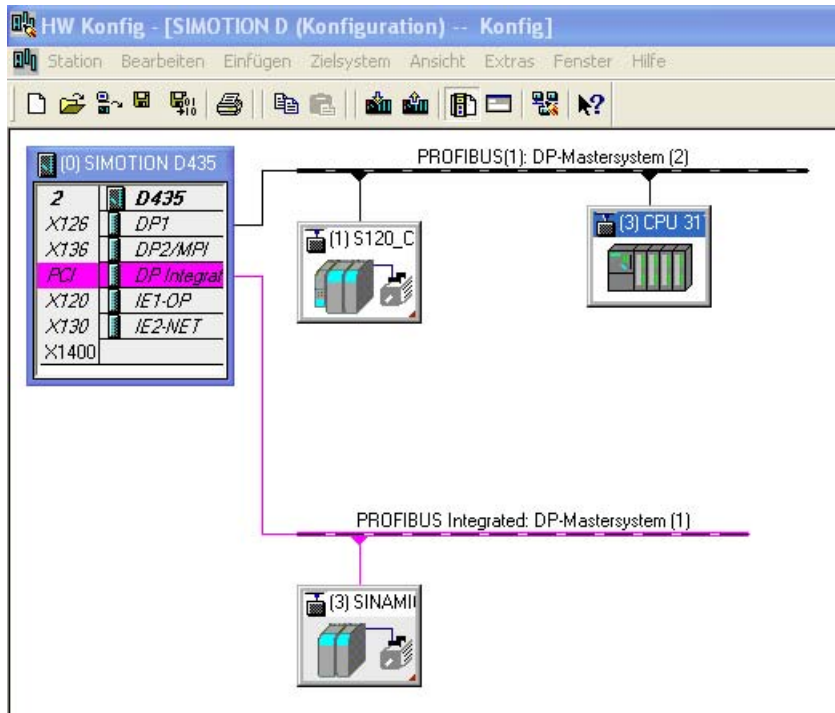 HW Konfig - [SIMOTION D (Konfiguration) -- Konfig]
Station Bearbeiten Einfügen Zielsystem Ansicht Extras Fenster Hilfe
(0) SIMOTION D435
2 D435
X126 DP1
X136 DP2/MPI
PCI DP Integrat
X120 IE1-OP
X130 IE2-NET
X1400
PROFIBUS(1): DP-Mastersystem (2)
(1) S120_C
(3) CPU 31
PROFIBUS Integrated: DP-Mastersystem (1)
(3) SINAMI